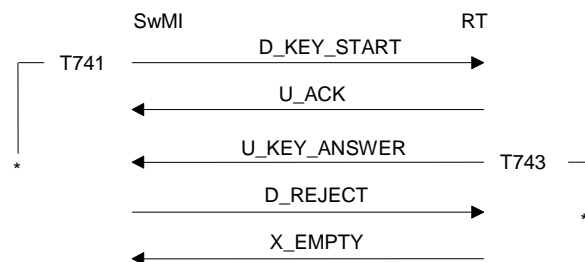 SwMI RT
D_KEY_START
T741
U_ACK
U_KEY_ANSWER
* T743
D_REJECT
*
X_EMPTY